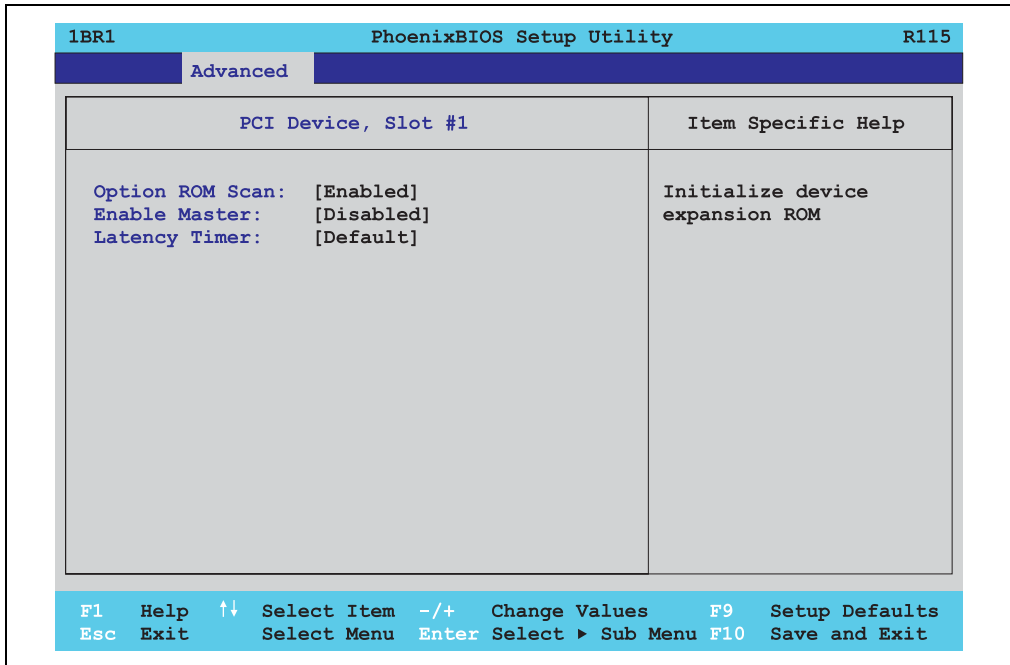 1BR1 PhoenixBIOS Setup Utility R115
Advanced
PCI Device, Slot #1 Item Specific Help
Option ROM Scan: [Enabled] Initialize device
Enable Master: [Disabled] expansion ROM
Latency Timer: [Default]
F1 Help ↑↓ Select Item -/+ Change Values F9 Setup Defaults
Esc Exit Select Menu Enter Select ▶ Sub Menu F10 Save and Exit